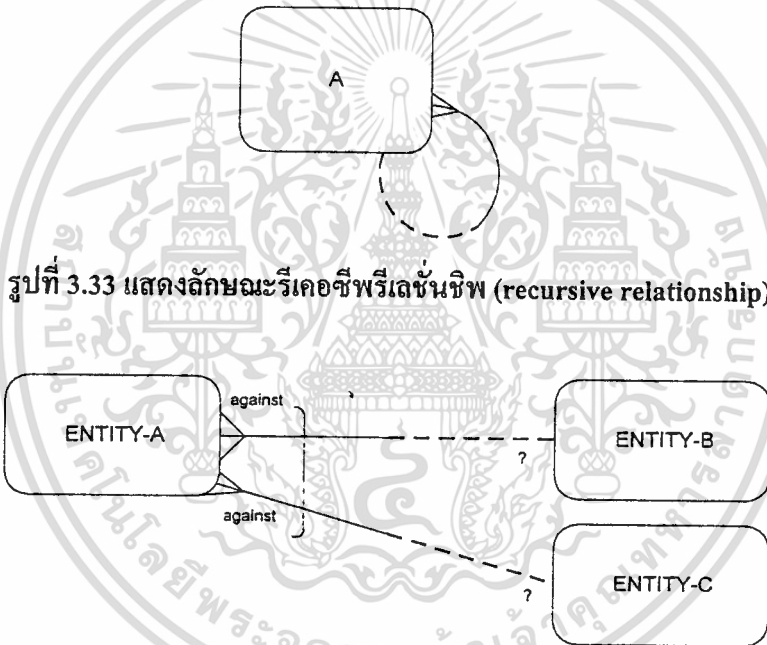 A
รูปที่ 3.33 แสดงลักษณะรีเคอซีพรีเลชั่นชิพ (recursive relationship)
against
ENTITY-A
ENTITY-B
?
against
ENTITY-C
?